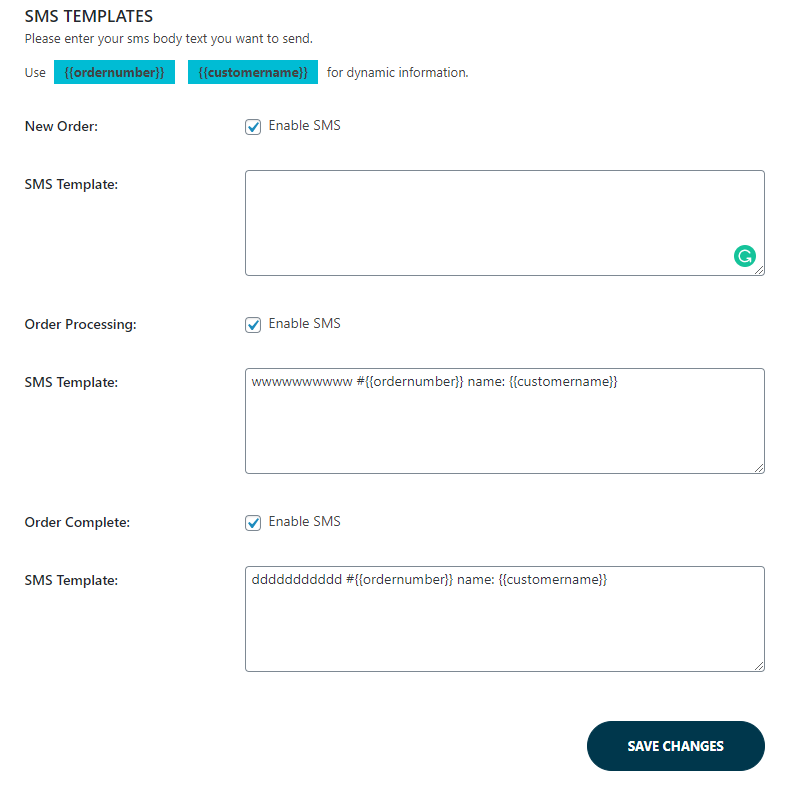 SMS TEMPLATES
Please enter your sms body text you want to send.
Use {{ordernumber}} {{customername}} for dynamic information.
New Order: Enable SMS
SMS Template:
Order Processing: Enable SMS
SMS Template: wwwwwwwwww #{{ordernumber}} name: {{customername}}
Order Complete: Enable SMS
SMS Template: ddddddddddd #{{ordernumber}} name: {{customername}}
SAVE CHANGES